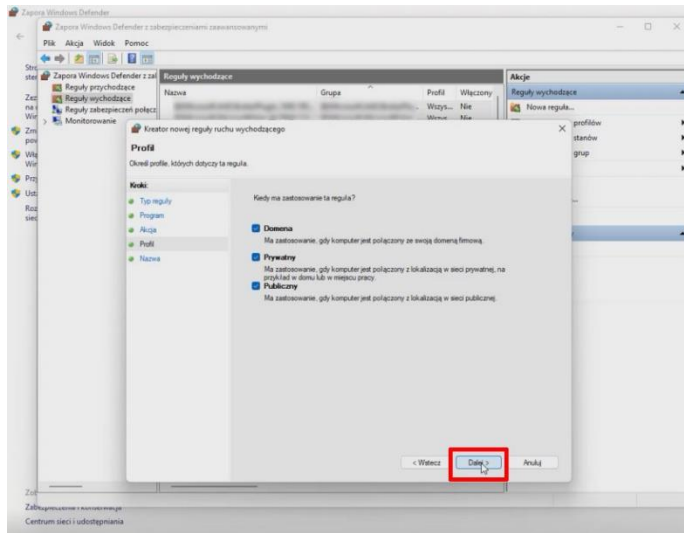 Zapora Windows Defender
Zapora Windows Defender z zabezpieczeniami zaawansowanymi
Plik Akcja Widok Pomoc
Zapora Windows Defender z zal
Reguły przychodzące
Reguły wychodzące
Reguły zabezpieczeń połącz
Monitorowanie
Reguły wychodzące
Nazwa Grupa Profil Włączony
Wszys... Nie
Wszys... Nie
Akcje
Reguły wychodzące
Nowa reguła...
profilów
stanów
grup
Kreator nowej reguły ruchu wychodzącego
Profil
Określ profile, których dotyczy ta reguła.
Kroki:
Typ reguły
Program
Akcja
Profil
Nazwa
Kiedy ma zastosowanie ta reguła?
Domena
Ma zastosowanie, gdy komputer jest połączony ze swoją domeną firmową.
Prywatny
Ma zastosowanie, gdy komputer jest połączony z lokalizacją w sieci prywatnej, na
przykład w domu lub w miejscu pracy.
Publiczny
Ma zastosowanie, gdy komputer jest połączony z lokalizacją w sieci publicznej.
< Wstecz Dalej > Anuluj
Zabezpieczenia i konserwacja
Centrum sieci i udostępniania